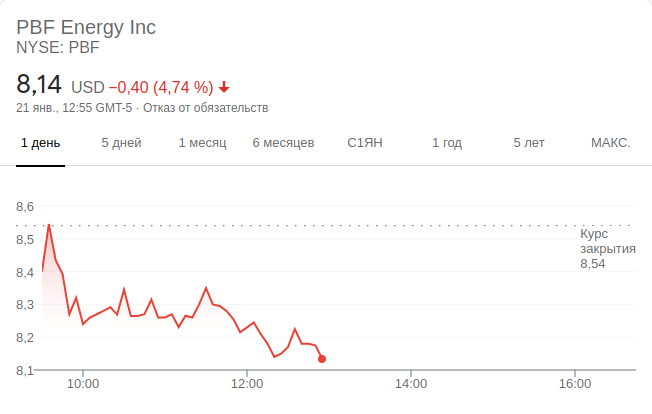 PBF Energy Inc
NYSE: PBF
8,14 USD −0,40 (4,74 %)
21 янв., 12:55 GMT-5 · Отказ от обязательств
1 день 5 дней 1 месяц 6 месяцев С1ЯН 1 год 5 лет МАКС.
8,6
8,5
8,4
8,3
8,2
8,1
Курс
закрытия
8,54
10:00 12:00 14:00 16:00